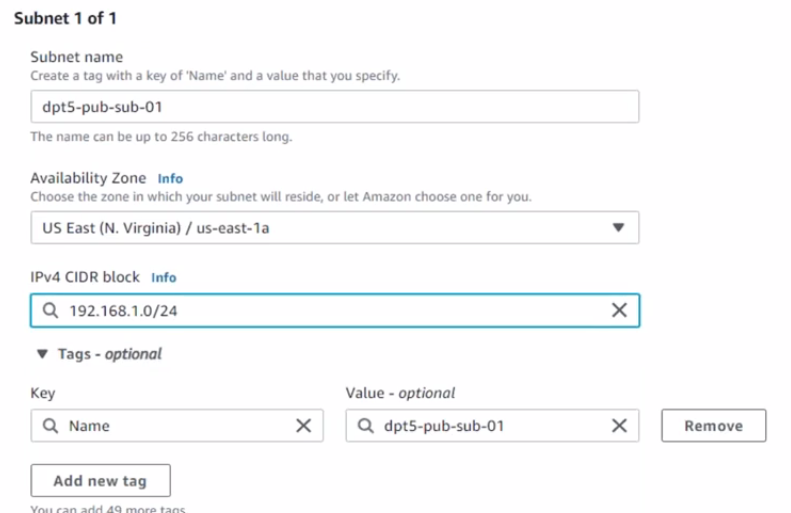 Subnet 1 of 1
Subnet name
Create a tag with a key of 'Name' and a value that you specify.
dpt5-pub-sub-01
The name can be up to 256 characters long.
Availability Zone Info
Choose the zone in which your subnet will reside, or let Amazon choose one for you.
US East (N. Virginia) / us-east-1a
IPv4 CIDR block Info
192.168.1.0/24
Tags - optional
Key
Value - optional
Name
dpt5-pub-sub-01
Remove
Add new tag
You can add 49 more tags